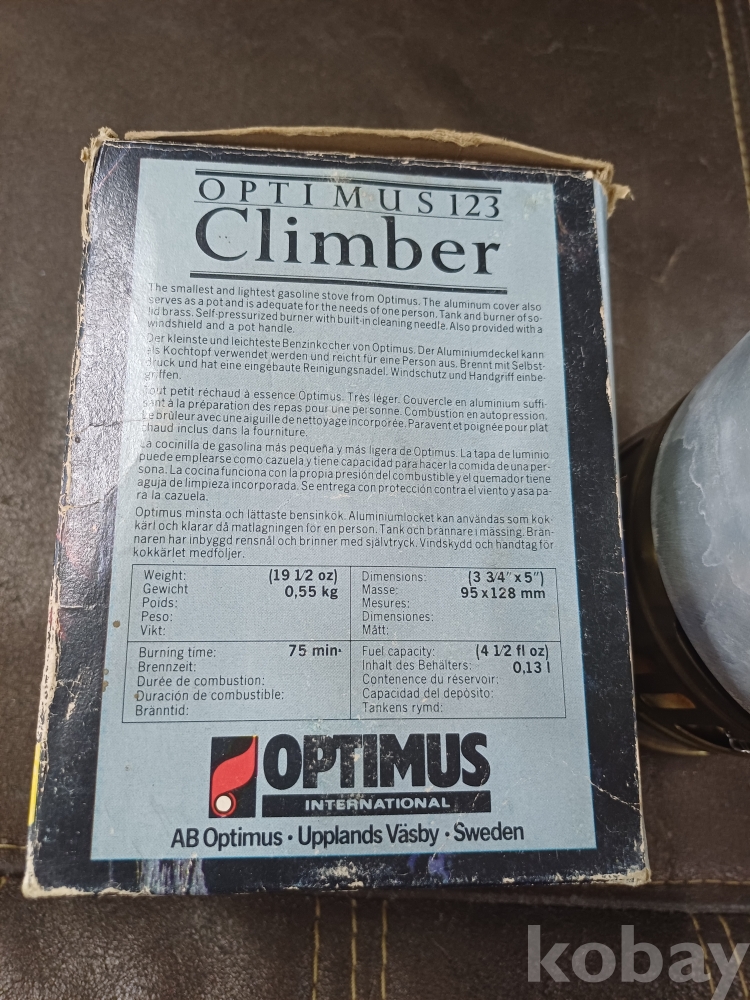 OPTIMUS 123
Climber
The smallest and lightest gasoline stove from Optimus. The aluminum cover also
serves as a pot and is adequate for the needs of one person. Tank and burner of so-
lid brass. Self-pressurized burner with built-in cleaning needle. Also provided with a
windshield and a pot handle.
Der kleinste und leichteste Benzinkocher von Optimus. Der Aluminiumdeckel kann
als Kochtopf verwendet werden und reicht für eine Person aus. Brennt mit Selbst-
druck und hat eine eingebaute Reinigungsnadel. Windschutz und Handgriff einbe-
griffen.
Tout petit réchaud à essence Optimus. Très léger. Couvercle en aluminium suffi-
sant à la préparation des repas pour une personne. Combustion en autopression.
Le brûleur avec une aiguille de nettoyage incorporée. Paravent et poignée pour plat
chaud inclus dans la fourniture.
La cocinilla de gasolina más pequeña y más ligera de Optimus. La tapa de luminio
puede emplearse como cazuela y tiene capacidad para hacer la comida de una per-
sona. La cocina funciona con la propia presión del combustible y el quemador tiene
aguja de limpieza incorporada. Se entrega con protección contra el viento y asa pa-
ra la cazuela.
Optimus minsta och lättaste bensinkök. Aluminiumlocket kan användas som kok-
kärl och klarar då matlagningen för en person. Tank och brännare i mässing. Brän-
naren har inbyggd rensnål och brinner med självtryck. Vindskydd och handtag för
kokkärlet medföljer.
Weight: (19 1/2 oz)
Gewicht 0,55 kg
Poids:
Peso:
Vikt:
Dimensions: (3 3/4" x 5")
Masse: 95 x 128 mm
Mesures:
Dimensiones:
Mått:
Burning time: 75 min.
Brennzeit:
Durée de combustion:
Duración de combustible:
Bränntid:
Fuel capacity: (4 1/2 fl oz)
Inhalt des Behälters: 0,13 l
Contenence du réservoir:
Capacidad del depósito:
Tankens rymd:
OPTIMUS
INTERNATIONAL
AB Optimus · Upplands Väsby · Sweden
kobay